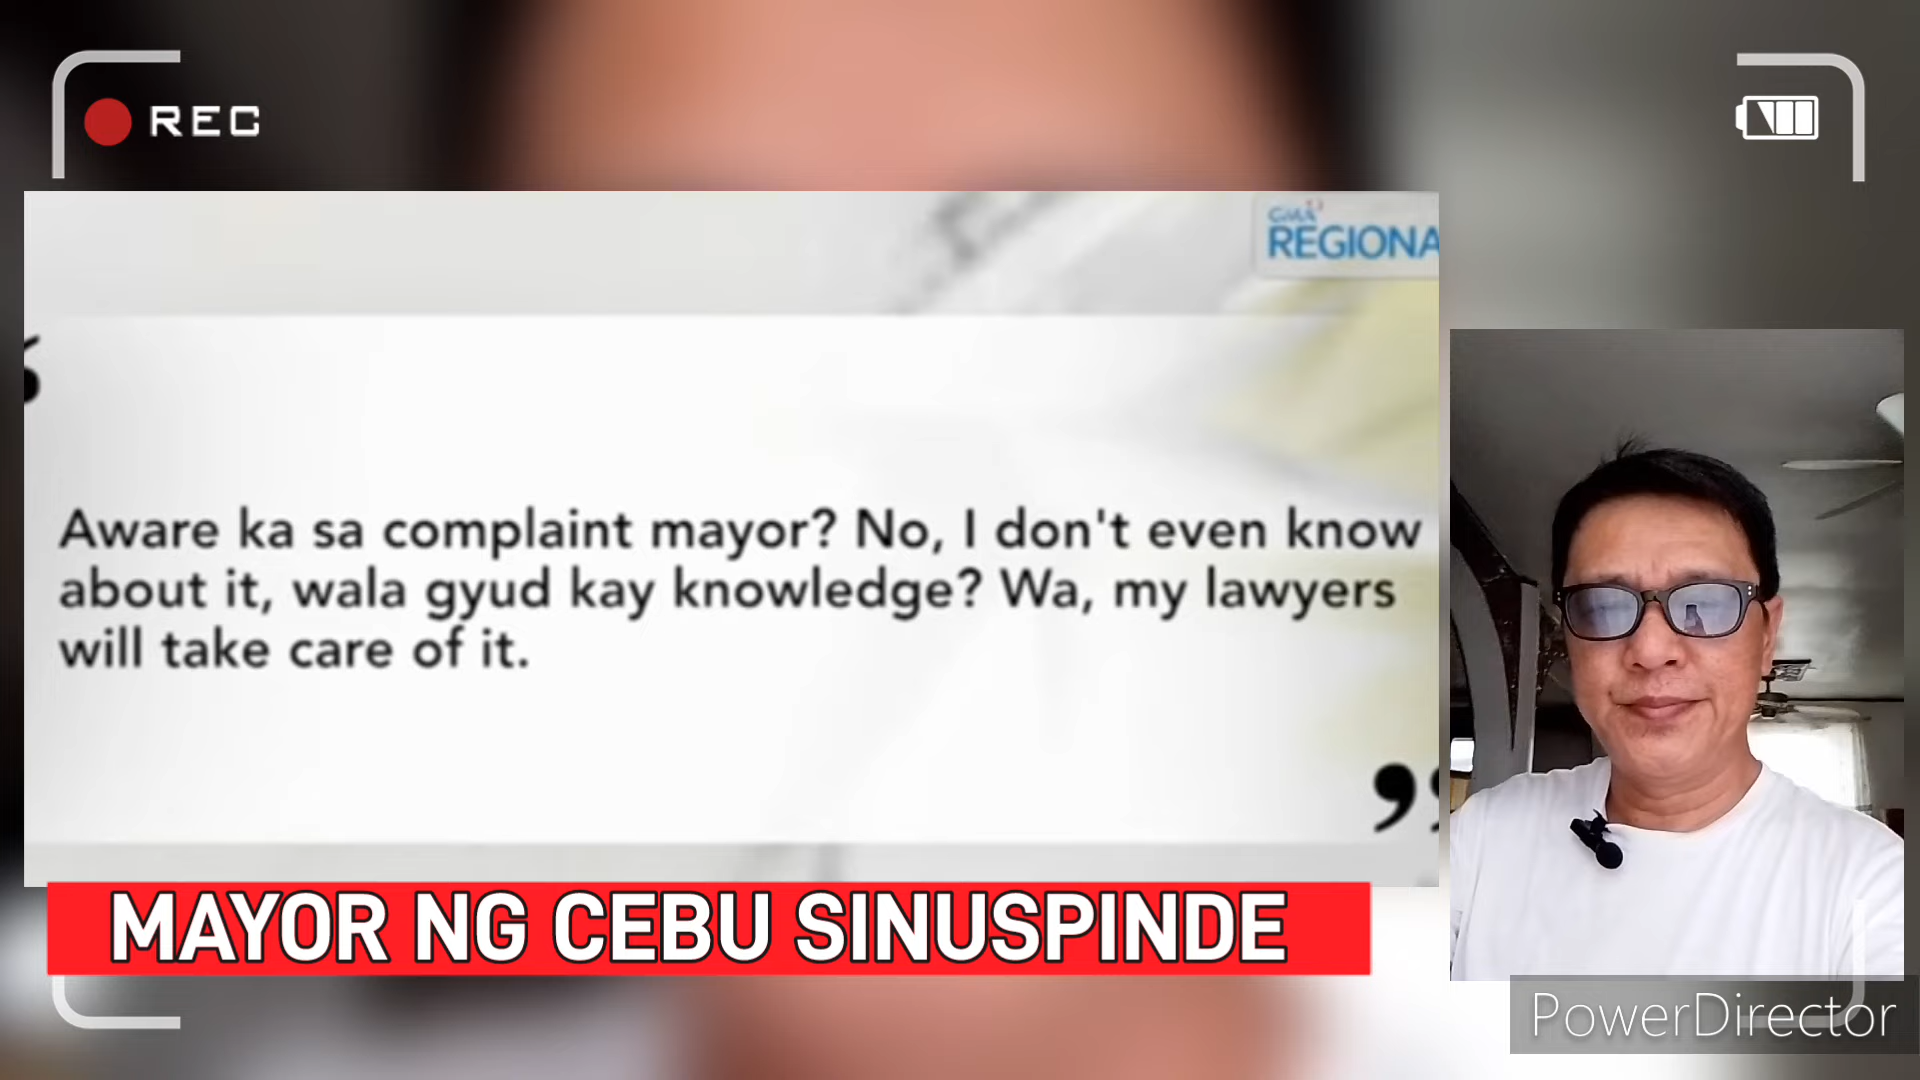 REC
GMA
REGIONA
Aware ka sa complaint mayor? No, I don't even know
about it, wala gyud kay knowledge? Wa, my lawyers
will take care of it.
MAYOR NG CEBU SINUSPINDE
PowerDirector